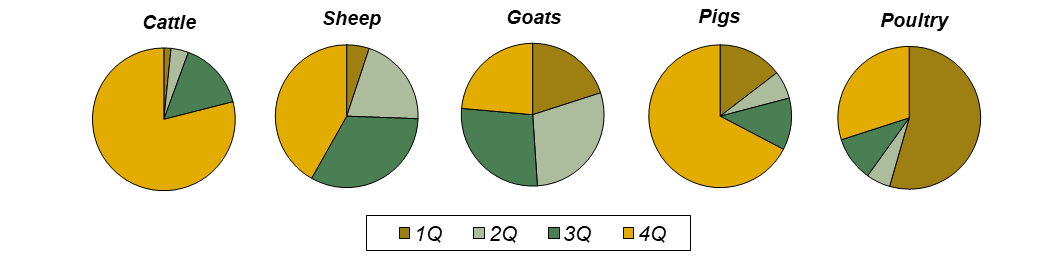 Cattle
Sheep
Goats
Pigs
Poultry
1Q 2Q 3Q 4Q